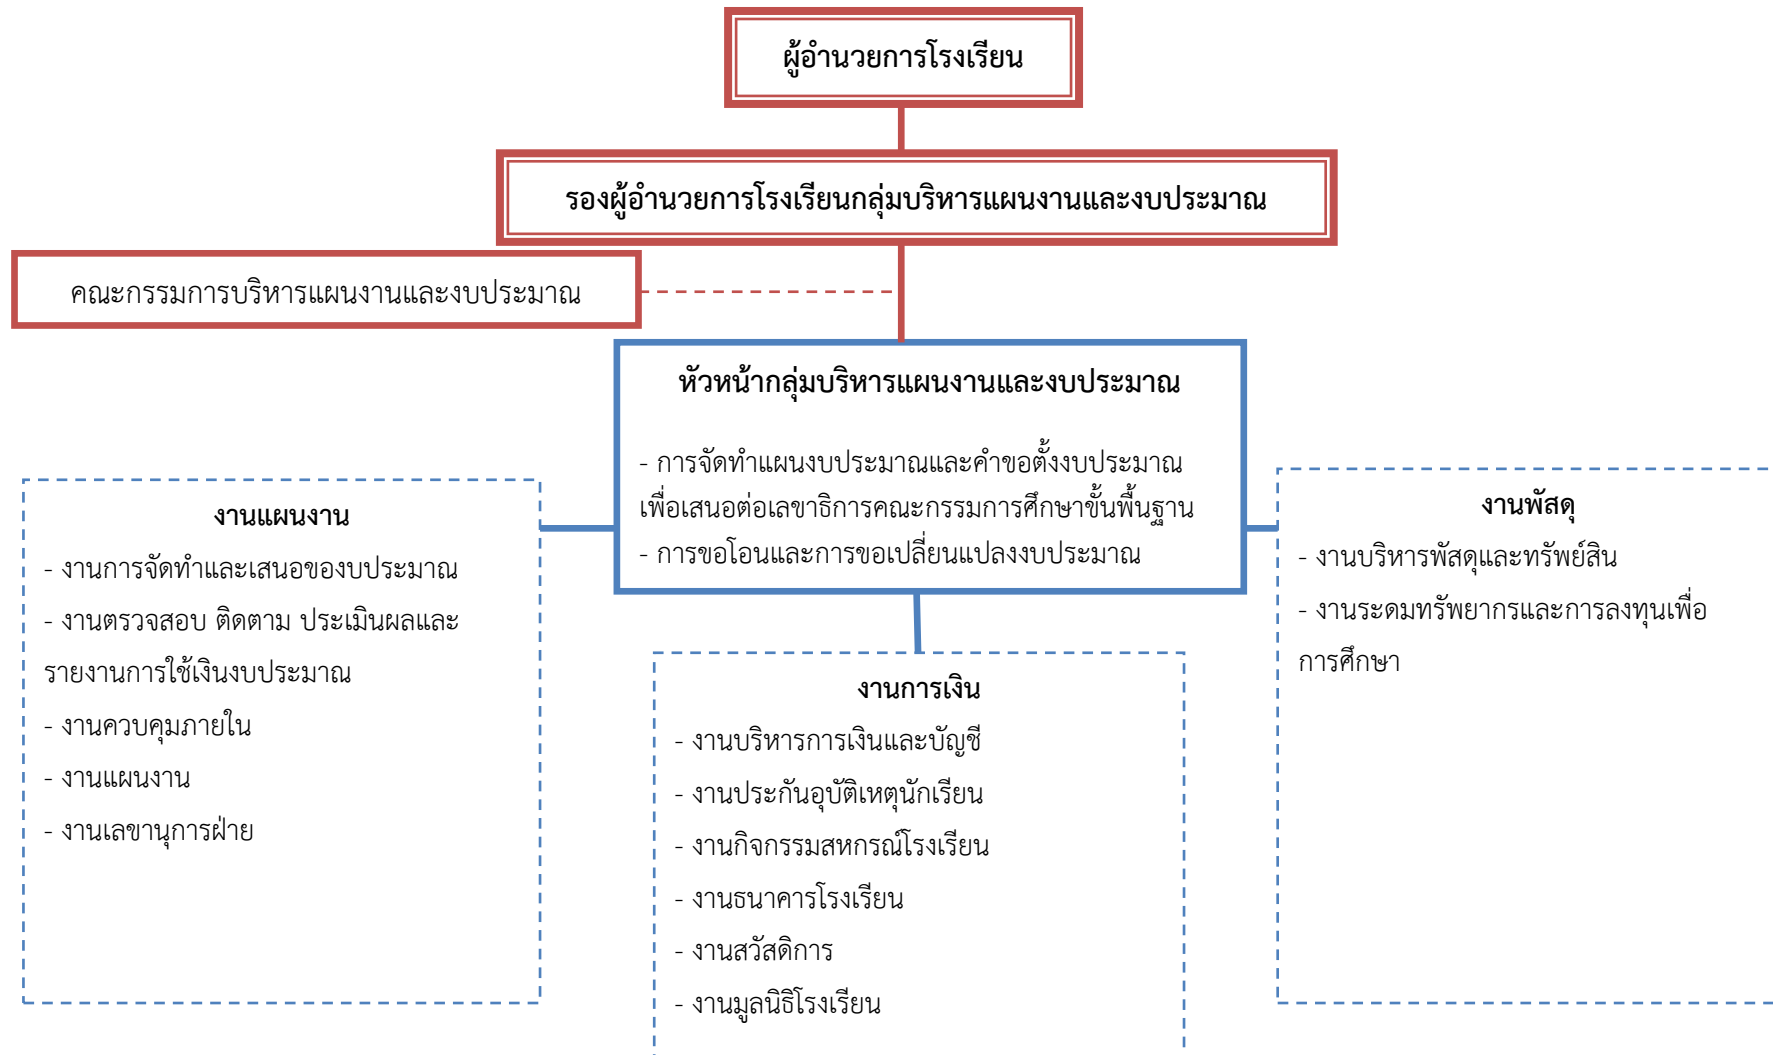 ผู้อำนวยการโรงเรียน
รองผู้อำนวยการโรงเรียนกลุ่มบริหารแผนงานและงบประมาณ
คณะกรรมการบริหารแผนงานและงบประมาณ
หัวหน้ากลุ่มบริหารแผนงานและงบประมาณ
- การจัดทำแผนงบประมาณและคำขอตั้งงบประมาณ
เพื่อเสนอต่อเลขาธิการคณะกรรมการศึกษาขั้นพื้นฐาน
- การขอโอนและการขอเปลี่ยนแปลงงบประมาณ
งานแผนงาน
- งานการจัดทำและเสนอของบประมาณ
- งานตรวจสอบ ติดตาม ประเมินผลและ
รายงานการใช้เงินงบประมาณ
- งานควบคุมภายใน
- งานแผนงาน
- งานเลขานุการฝ่าย
งานการเงิน
- งานบริหารการเงินและบัญชี
- งานประกันอุบัติเหตุนักเรียน
- งานกิจกรรมสหกรณ์โรงเรียน
- งานธนาคารโรงเรียน
- งานสวัสดิการ
- งานมูลนิธิโรงเรียน
งานพัสดุ
- งานบริหารพัสดุและทรัพย์สิน
- งานระดมทรัพยากรและการลงทุนเพื่อ
การศึกษา